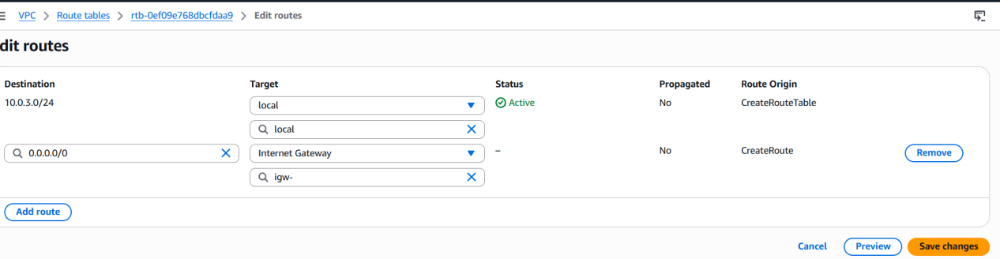 VPC > Route tables > rtb-0ef09e768dbcfdaa9 > Edit routes
dit routes
Destination Target Status Propagated Route Origin
10.0.3.0/24 local Active No CreateRouteTable
local
0.0.0.0/0 Internet Gateway – No CreateRoute Remove
igw-
Add route
Cancel Preview Save changes